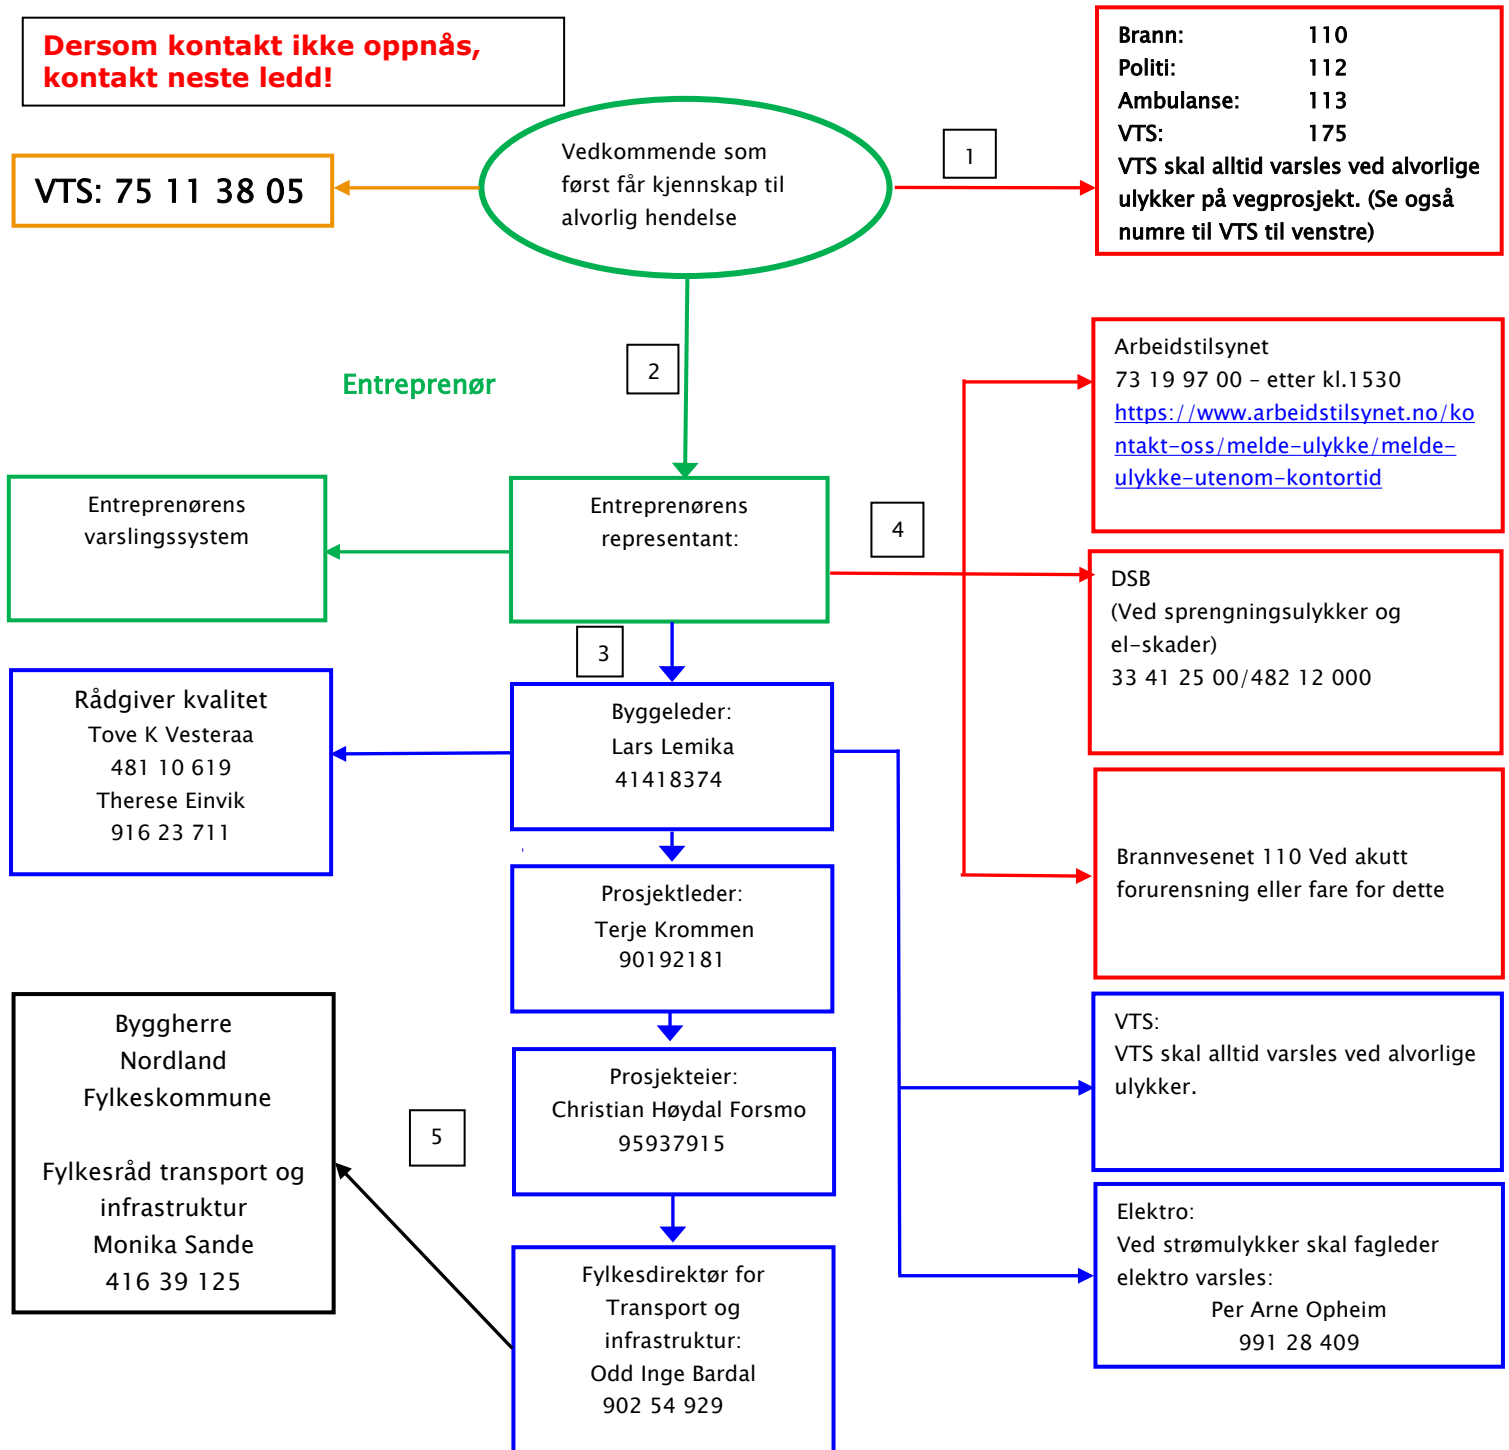 Dersom kontakt ikke oppnås,
kontakt neste ledd!
Brann: 110
Politi: 112
Ambulanse: 113
VTS: 175
VTS skal alltid varsles ved alvorlige
ulykker på vegprosjekt. (Se også
numre til VTS til venstre)
VTS: 75 11 38 05
Vedkommende som
først får kjennskap til
alvorlig hendelse
1
2
Entreprenør
Arbeidstilsynet
73 19 97 00 – etter kl.1530
https://www.arbeidstilsynet.no/ko
ntakt-oss/melde-ulykke/melde-
ulykke-utenom-kontortid
Entreprenørens
varslingssystem
Entreprenørens
representant:
4
DSB
(Ved sprengningsulykker og
el-skader)
33 41 25 00/482 12 000
3
Rådgiver kvalitet
Tove K Vesteraa
481 10 619
Therese Einvik
916 23 711
Byggeleder:
Lars Lemika
41418374
Brannvesenet 110 Ved akutt
forurensning eller fare for dette
Prosjektleder:
Terje Krommen
90192181
Byggherre
Nordland
Fylkeskommune
Fylkesråd transport og
infrastruktur
Monika Sande
416 39 125
5
Prosjekteier:
Christian Høydal Forsmo
95937915
VTS:
VTS skal alltid varsles ved alvorlige
ulykker.
Elektro:
Ved strømulykker skal fagleder
elektro varsles:
Per Arne Opheim
991 28 409
Fylkesdirektør for
Transport og
infrastruktur:
Odd Inge Bardal
902 54 929